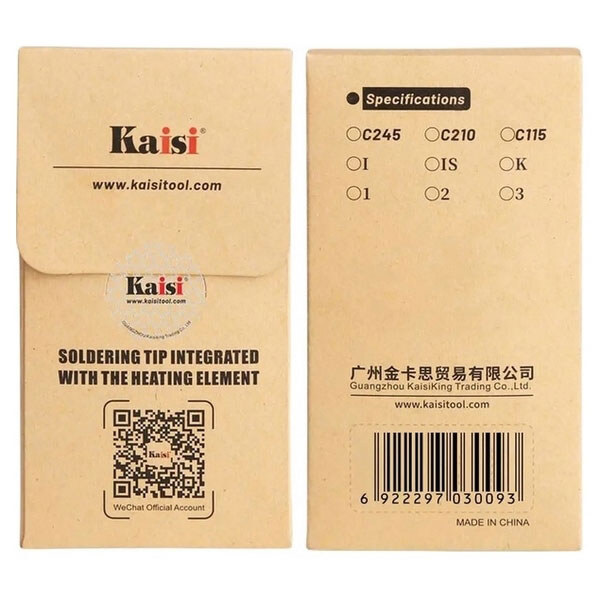 Kaisi®
www.kaisitool.com
Kaisi
www.kaisitool.com
SOLDERING TIP INTEGRATED
WITH THE HEATING ELEMENT
Kaisi
WeChat Official Account
Specifications
C245 C210 C115
I IS K
1 2 3
广州金卡思贸易有限公司
Guangzhou KaisiKing Trading Co.,Ltd.
www.kaisitool.com
6 922297 030093
MADE IN CHINA